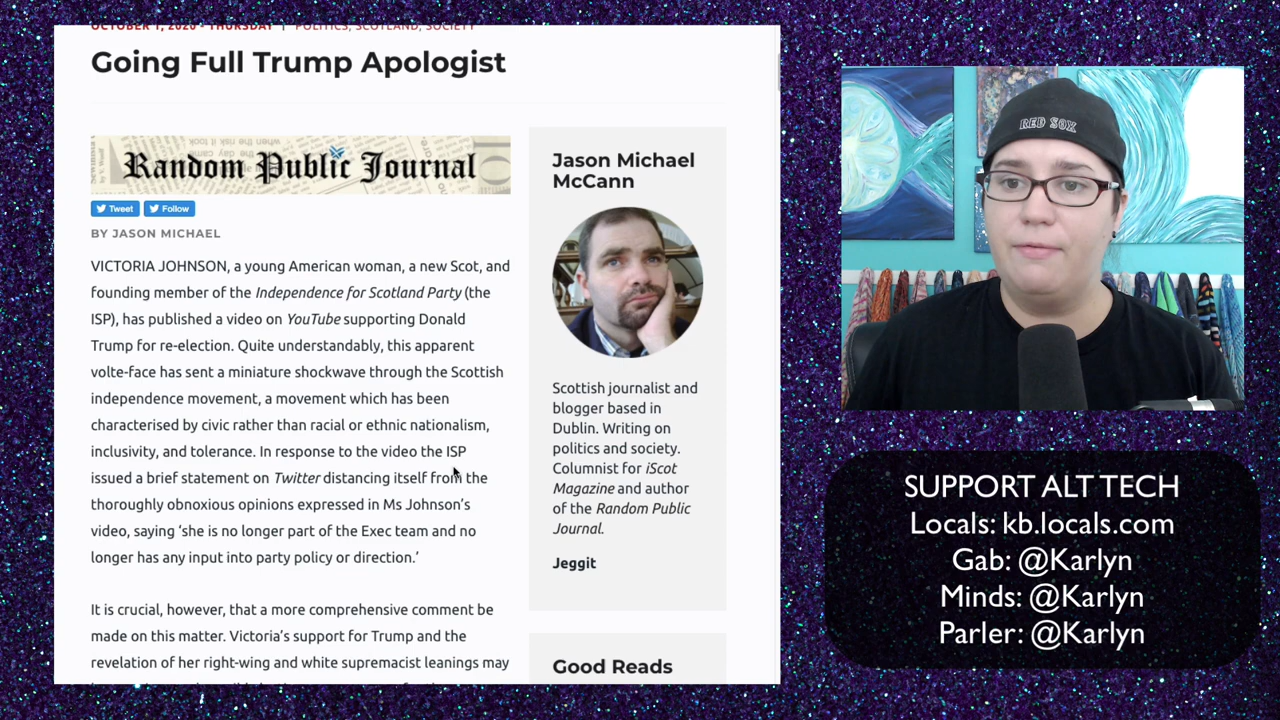 OCTOBER 1, 2020 - THURSDAY | POLITICS, SCOTLAND, SOCIETY
Going Full Trump Apologist
Random Public Journal
Tweet Follow
BY JASON MICHAEL
VICTORIA JOHNSON, a young American woman, a new Scot, and
founding member of the Independence for Scotland Party (the
ISP), has published a video on YouTube supporting Donald
Trump for re-election. Quite understandably, this apparent
volte-face has sent a miniature shockwave through the Scottish
independence movement, a movement which has been
characterised by civic rather than racial or ethnic nationalism,
inclusivity, and tolerance. In response to the video the ISP
issued a brief statement on Twitter distancing itself from the
thoroughly obnoxious opinions expressed in Ms Johnson’s
video, saying ‘she is no longer part of the Exec team and no
longer has any input into party policy or direction.’
It is crucial, however, that a more comprehensive comment be
made on this matter. Victoria’s support for Trump and the
revelation of her right-wing and white supremacist leanings may
Jason Michael
McCann
Scottish journalist and
blogger based in
Dublin. Writing on
politics and society.
Columnist for iScot
Magazine and author
of the Random Public
Journal.
Jeggit
Good Reads
RED SOX
SUPPORT ALT TECH
Locals: kb.locals.com
Gab: @Karlyn
Minds: @Karlyn
Parler: @Karlyn